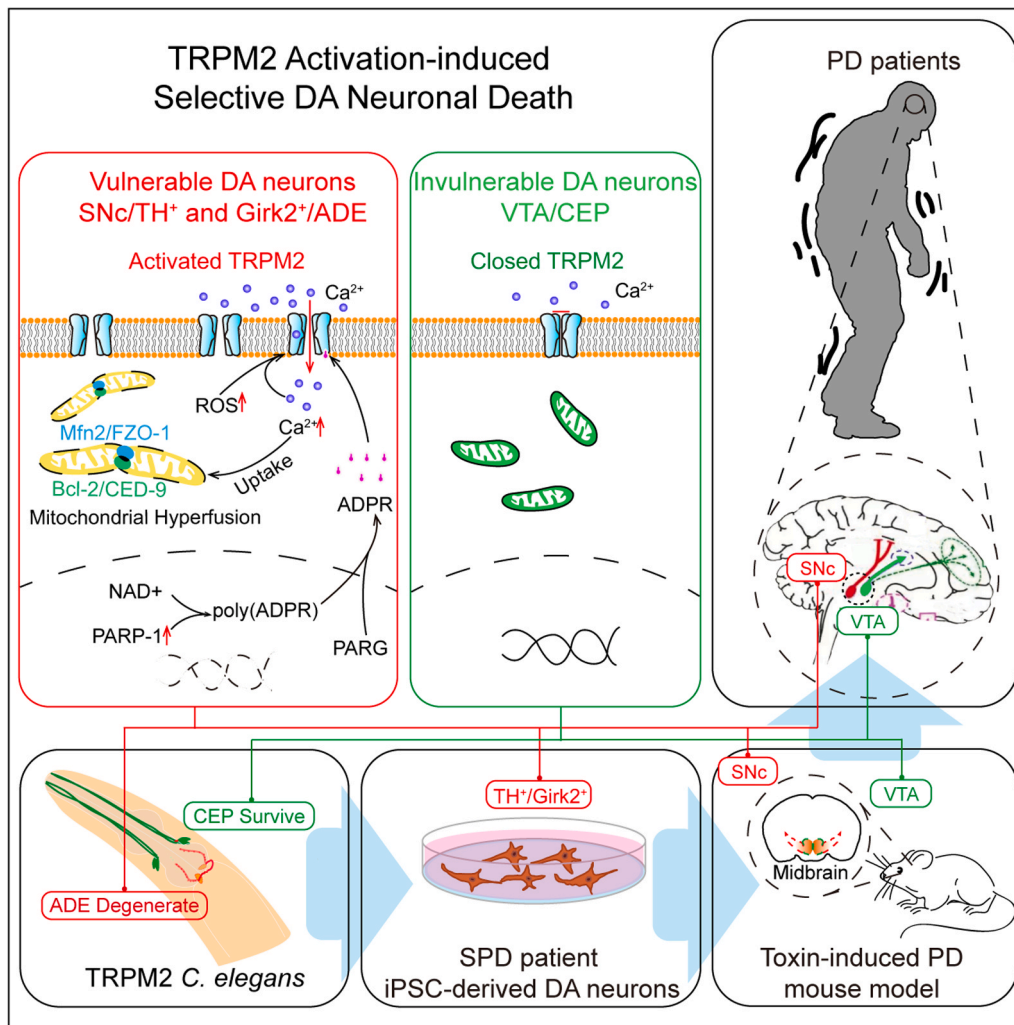 TRPM2 Activation-induced
Selective DA Neuronal Death
PD patients
Vulnerable DA neurons
SNc/TH⁺ and Girk2⁺/ADE
Activated TRPM2
Ca²⁺
ROS
Ca²⁺
Mfn2/FZO-1
Uptake
Bcl-2/CED-9
Mitochondrial Hyperfusion
ADPR
NAD+
poly(ADPR)
PARP-1
PARG
Invulnerable DA neurons
VTA/CEP
Closed TRPM2
Ca²⁺
SNc
VTA
CEP Survive
ADE Degenerate
TRPM2 C. elegans
TH⁺/Girk2⁺
SPD patient
iPSC-derived DA neurons
SNc
VTA
Midbrain
Toxin-induced PD
mouse model